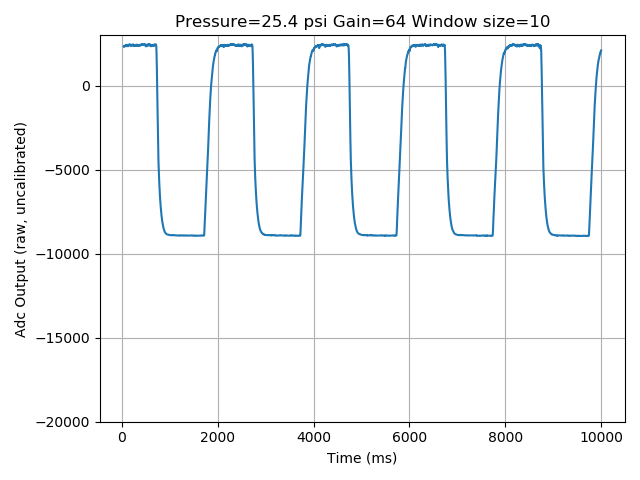 Pressure=25.4 psi Gain=64 Window size=10
Adc Output (raw, uncalibrated)
0
−5000
−10000
−15000
−20000
0 2000 4000 6000 8000 10000
Time (ms)